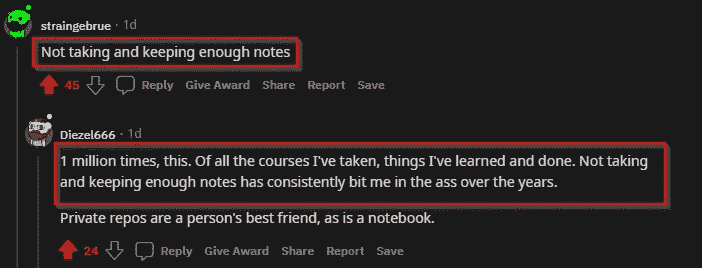 straingebrue · 1d
Not taking and keeping enough notes
45 Reply Give Award Share Report Save
Diezel666 · 1d
1 million times, this. Of all the courses I've taken, things I've learned and done. Not taking
and keeping enough notes has consistently bit me in the ass over the years.
Private repos are a person's best friend, as is a notebook.
24 Reply Give Award Share Report Save